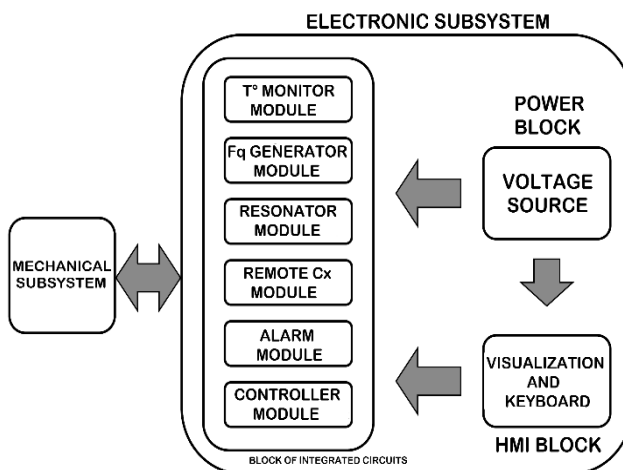 ELECTRONIC SUBSYSTEM
T° MONITOR
MODULE
Fq GENERATOR
MODULE
RESONATOR
MODULE
REMOTE Cx
MODULE
ALARM
MODULE
CONTROLLER
MODULE
BLOCK OF INTEGRATED CIRCUITS
MECHANICAL
SUBSYSTEM
POWER
BLOCK
VOLTAGE
SOURCE
VISUALIZATION
AND
KEYBOARD
HMI BLOCK